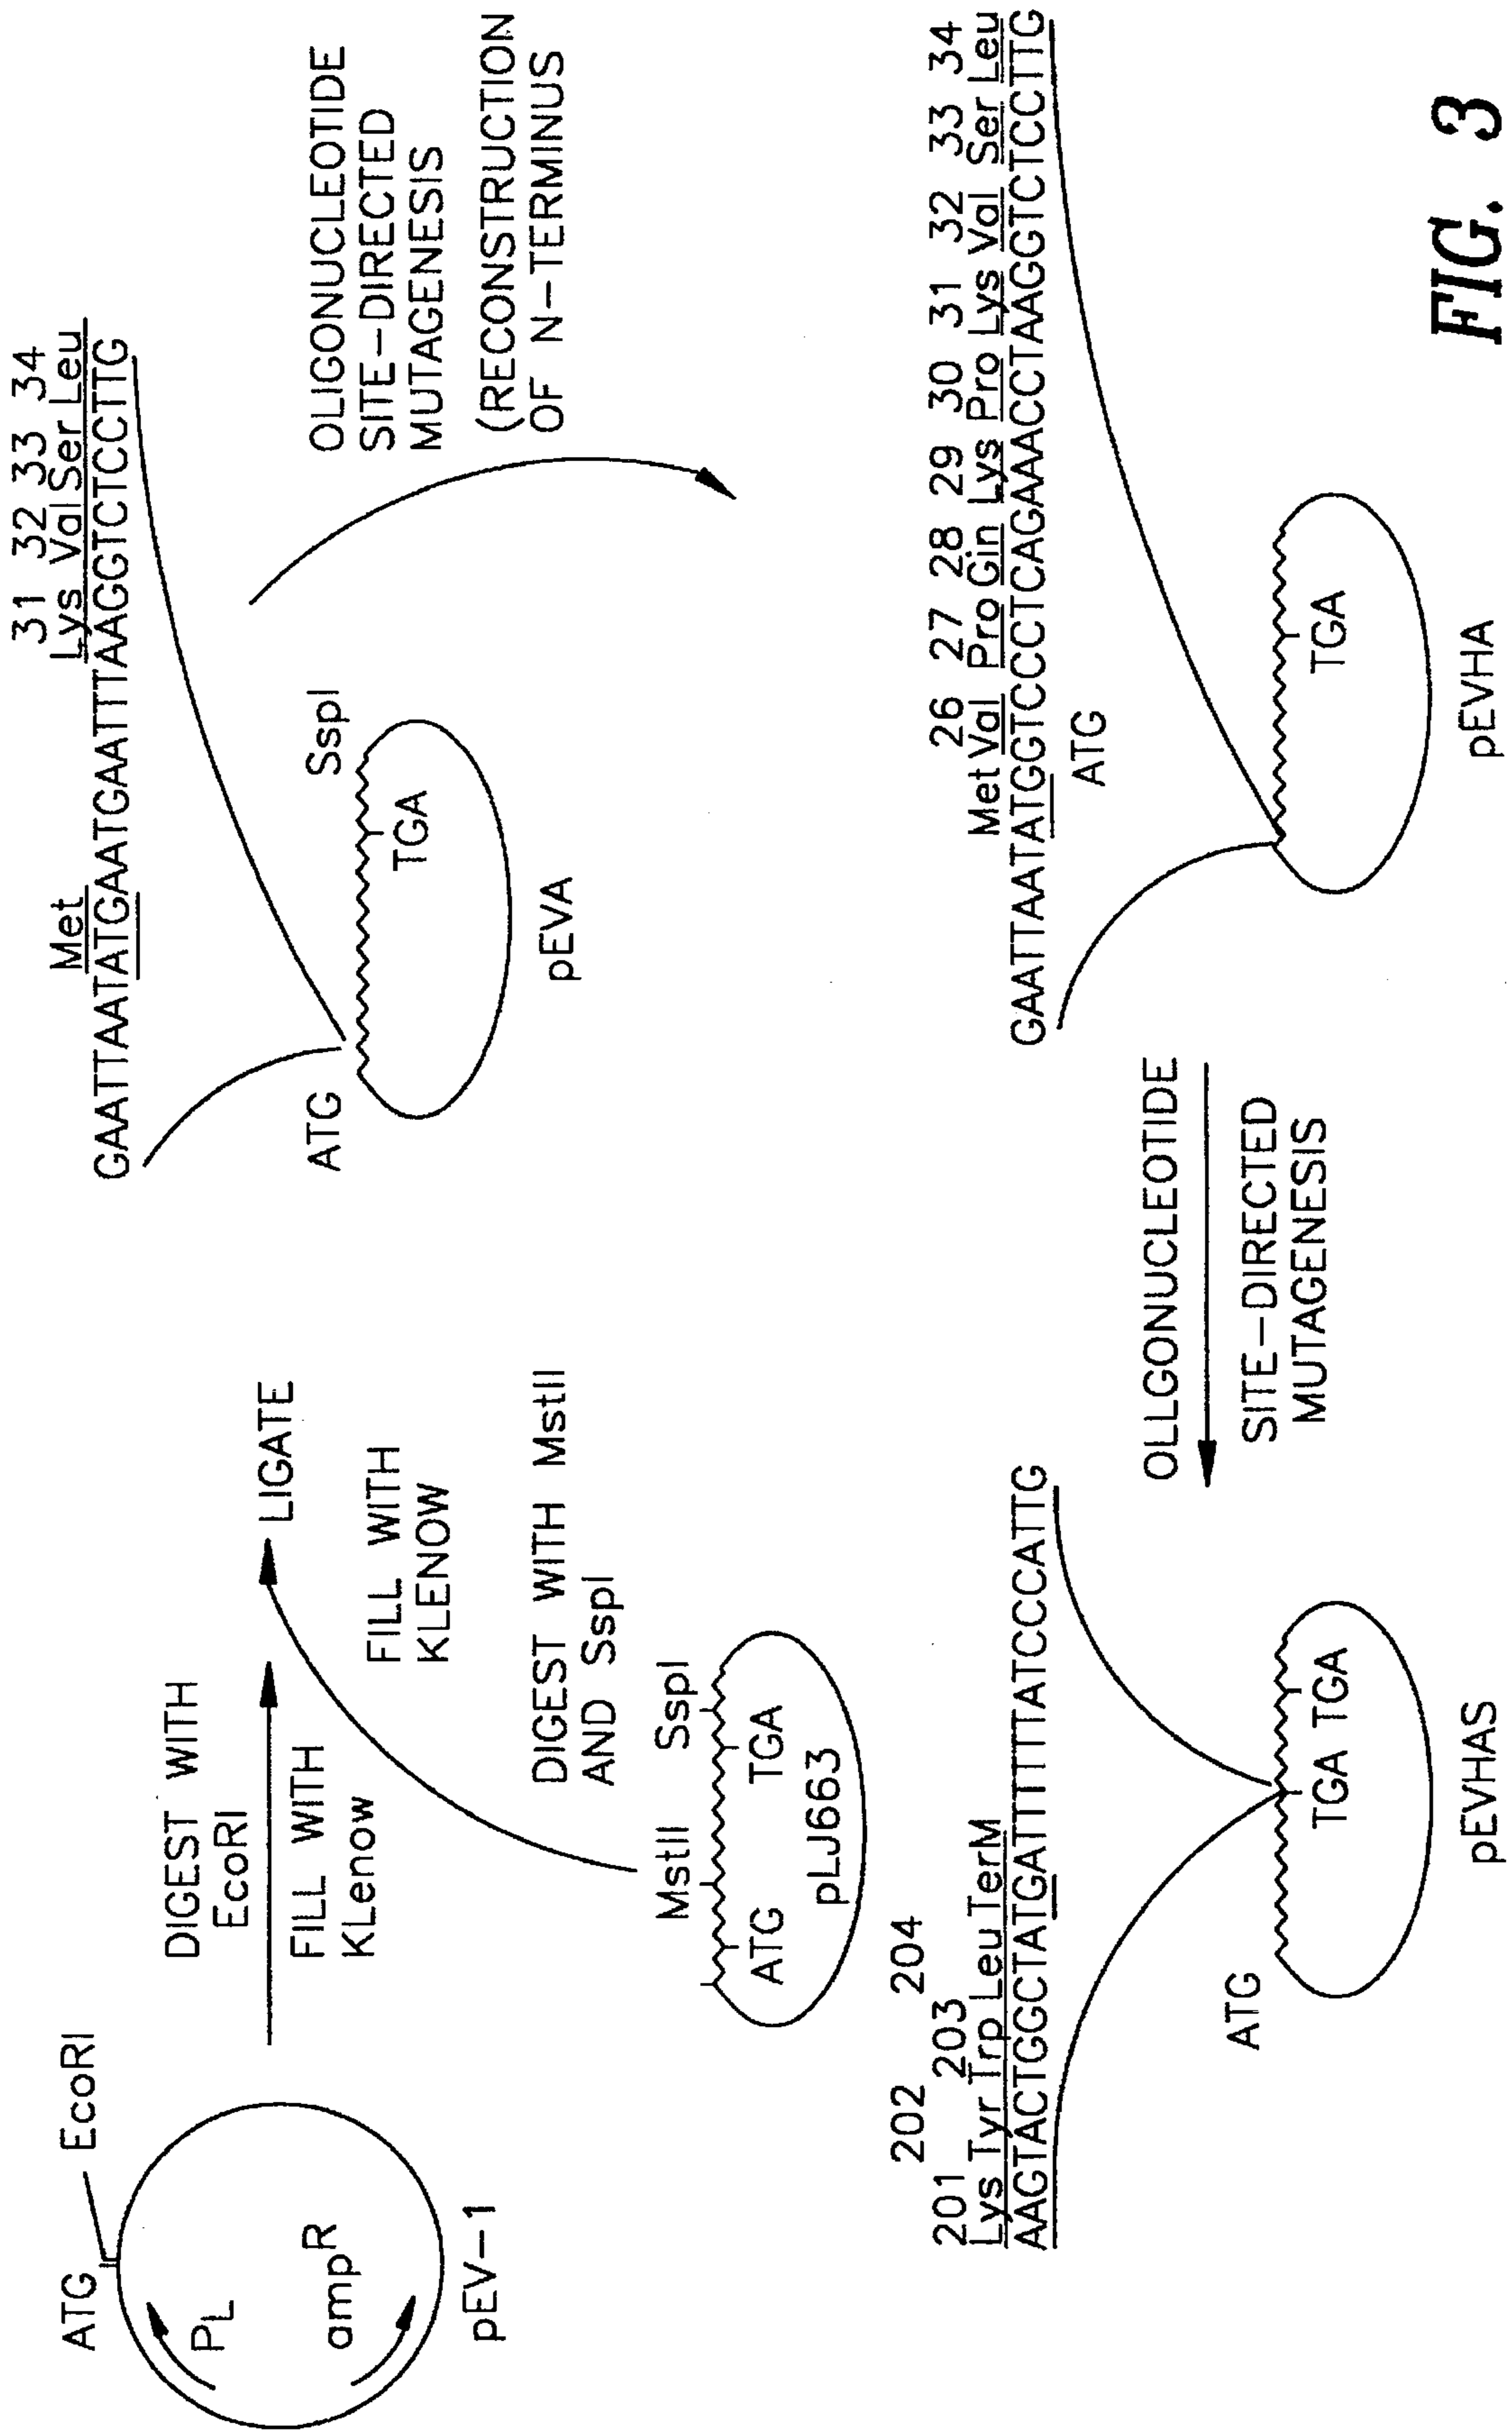 ATG
EcoRI
PL
ampR
pEV-1
DIGEST WITH
EcoRI
FILL WITH
KLenow
LIGATE
FILL WITH
KLENOW
DIGEST WITH MstII
AND SspI
MstII
SspI
ATG
TGA
pLJ663
31 32 33 34
Met
Lys Val Ser Leu
GAATTAATATGAATGAATTTAAGGTCTCCTTG
ATG
SspI
TGA
pEVA
OLIGONUCLEOTIDE
SITE-DIRECTED
MUTAGENESIS
(RECONSTRUCTION
OF N-TERMINUS
26 27 28 29 30 31 32 33 34
Met Val Pro Gin Lys Pro Lys Val Ser Leu
GAATTAATATGGTCCCTCAGAAACCTAAGGTCTCCTTG
ATG
TGA
pEVHA
OLLGONUCLEOTIDE
SITE-DIRECTED
MUTAGENESIS
202 204
201 203
Lys Tyr Trp Leu TerM
AAGTACTGGCTATGATTTTTATCCCATTG
ATG
TGA TGA
pEVHAS
FIG. 3